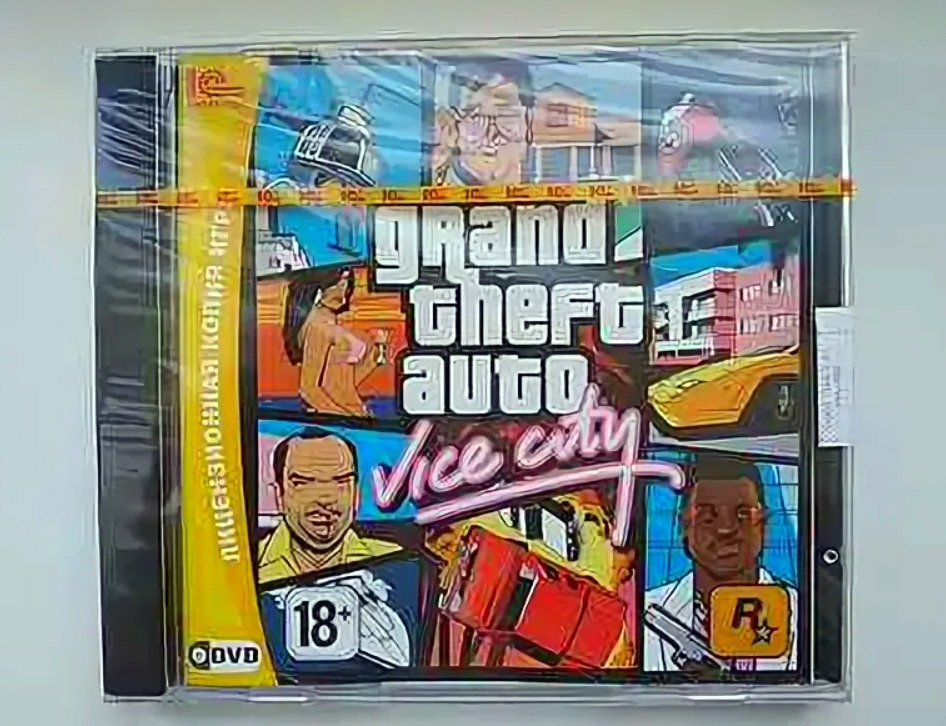 grand
theft
auto
vice city
лицензионная копия игр
18+
R
DVD